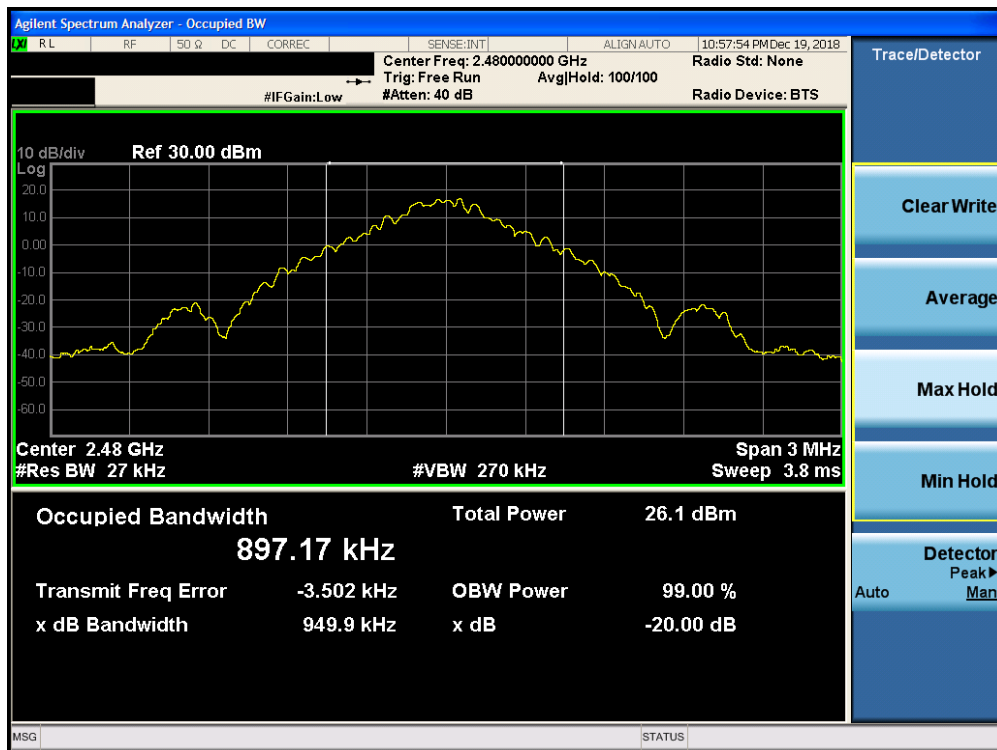 Agilent Spectrum Analyzer - Occupied BW
LXI RL RF 50 Ω DC CORREC SENSE:INT ALIGN AUTO 10:57:54 PM Dec 19, 2018
Center Freq: 2.480000000 GHz Radio Std: None
Trig: Free Run Avg|Hold: 100/100
#IFGain:Low #Atten: 40 dB Radio Device: BTS
10 dB/div Ref 30.00 dBm
Log
20.0
10.0
0.00
-10.0
-20.0
-30.0
-40.0
-50.0
-60.0
Center 2.48 GHz Span 3 MHz
#Res BW 27 kHz #VBW 270 kHz Sweep 3.8 ms
Occupied Bandwidth Total Power 26.1 dBm
897.17 kHz
Transmit Freq Error -3.502 kHz OBW Power 99.00 %
x dB Bandwidth 949.9 kHz x dB -20.00 dB
MSG STATUS
Trace/Detector
Clear Write
Average
Max Hold
Min Hold
Detector
Peak▶
Auto Man